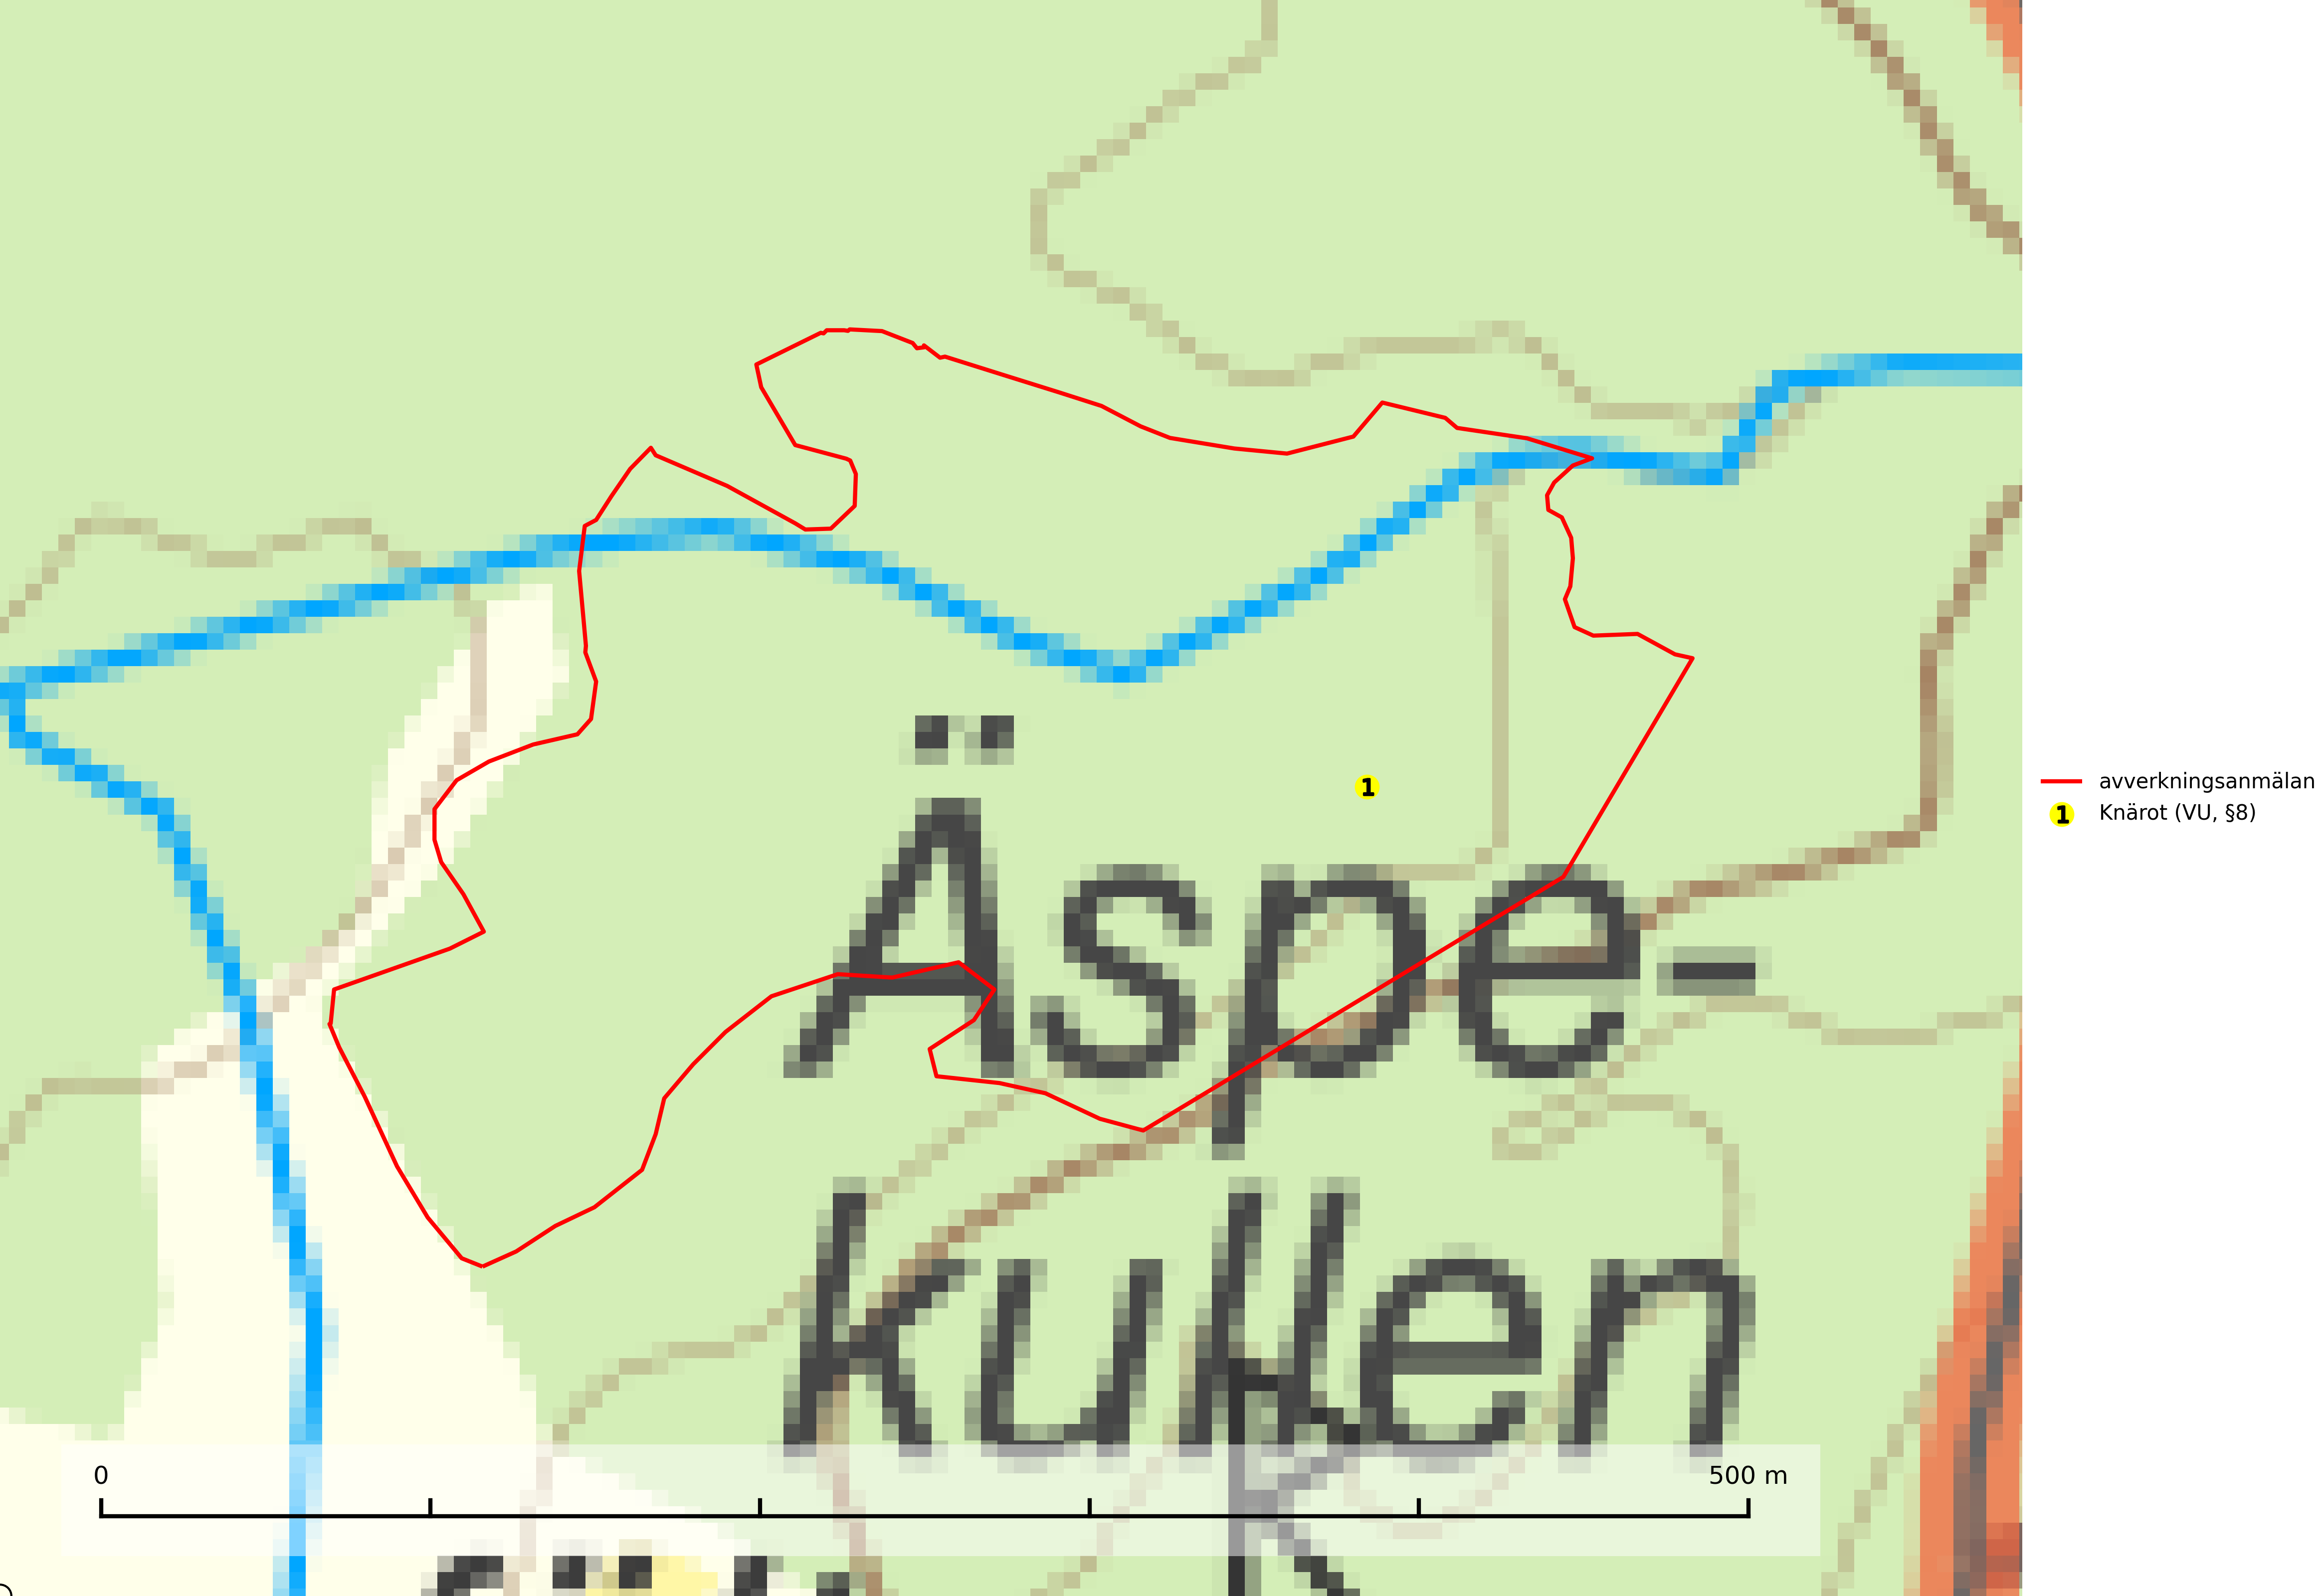 Äspe-
kullen
0 500 m
avverkningsanmälan
1 Knärot (VU, §8)
1